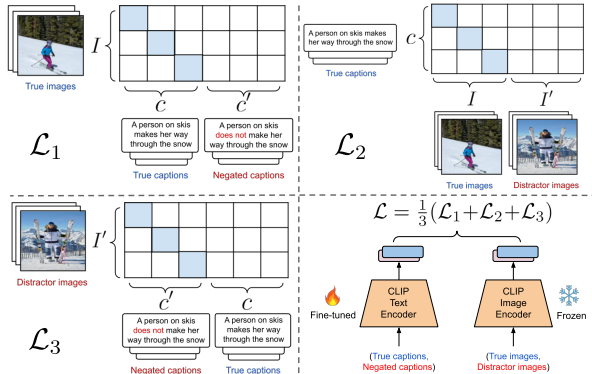 I
True images
c
c′
A person on skis
makes her way
through the snow
True captions
A person on skis
does not make her
way through the snow
Negated captions
ℒ1
A person on skis makes
her way through the snow
True captions
c
I
I′
True images
Distractor images
ℒ2
I′
Distractor images
c′
c
A person on skis
does not make her
way through the snow
Negated captions
A person on skis
makes her way
through the snow
True captions
ℒ3
ℒ = 1/3(ℒ1+ℒ2+ℒ3)
Fine-tuned
CLIP
Text
Encoder
(True captions,
Negated captions)
CLIP
Image
Encoder
Frozen
(True images,
Distractor images)